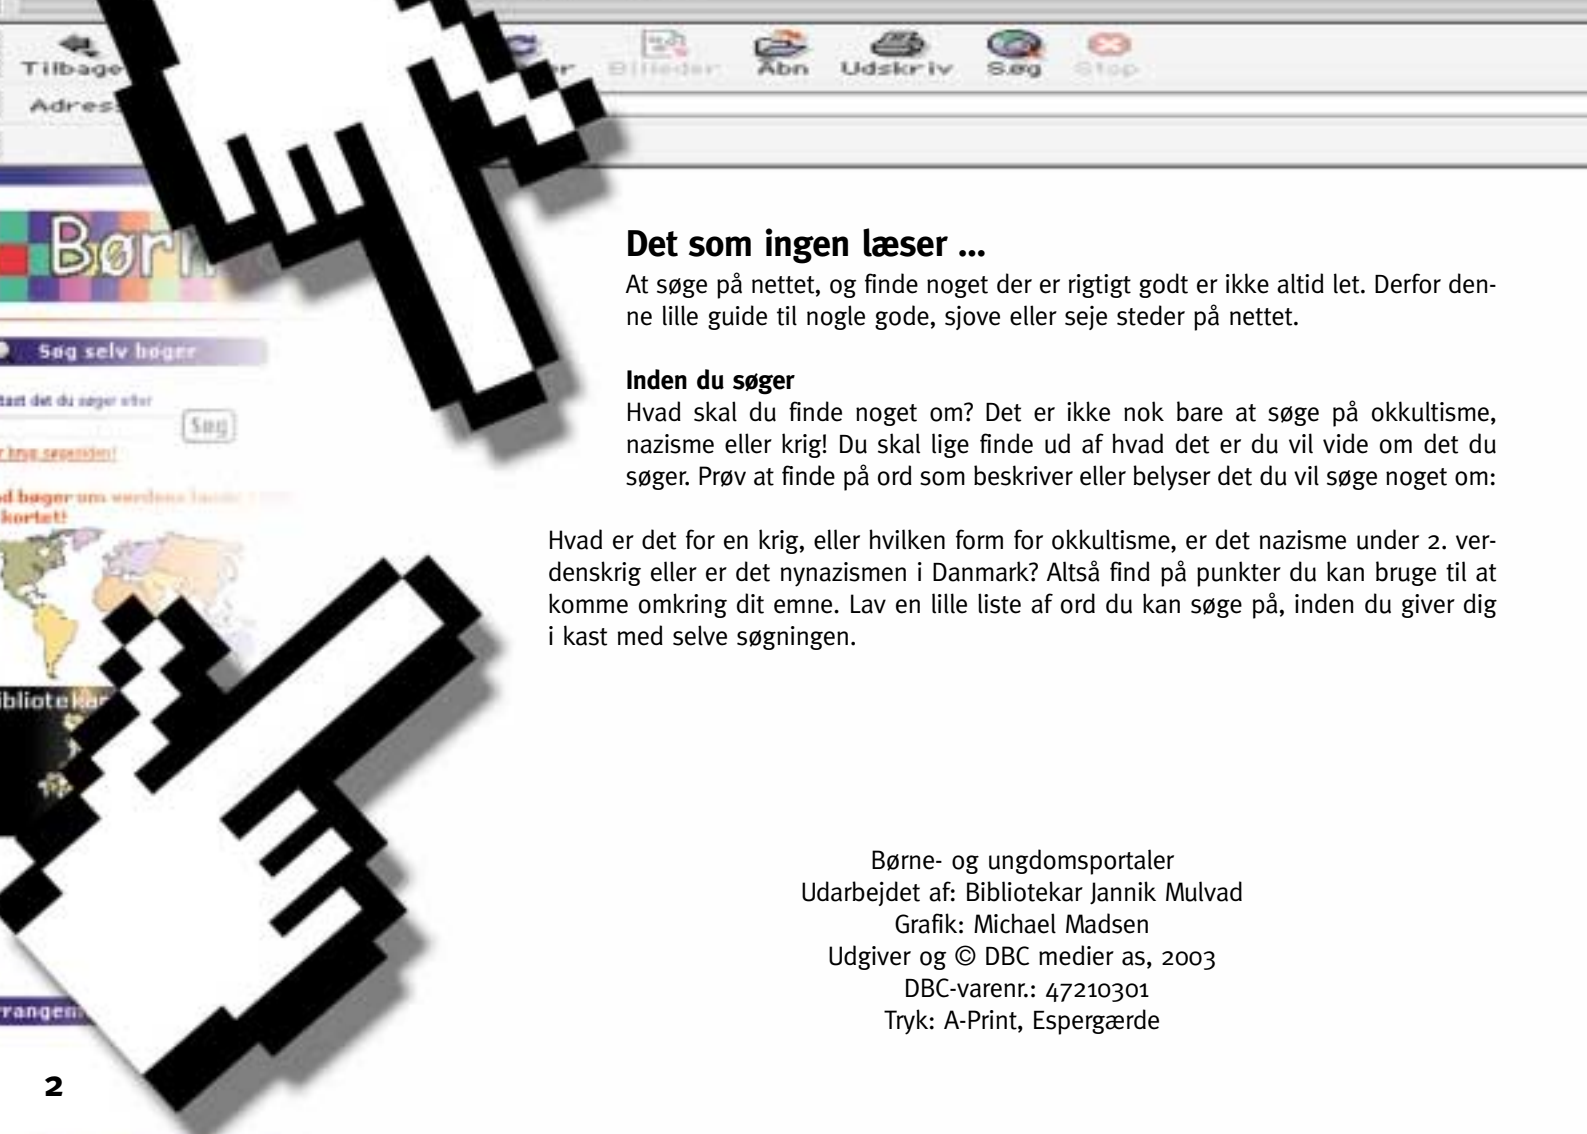 Tilbage
Billeder
Åbn
Udskriv
Søg
Stop
Børn
Søg selv bøger
tast det du søger efter
Søg
kortet!
Det som ingen læser ...
At søge på nettet, og finde noget der er rigtigt godt er ikke altid let. Derfor den-
ne lille guide til nogle gode, sjove eller seje steder på nettet.
Inden du søger
Hvad skal du finde noget om? Det er ikke nok bare at søge på okkultisme,
nazisme eller krig! Du skal lige finde ud af hvad det er du vil vide om det du
søger. Prøv at finde på ord som beskriver eller belyser det du vil søge noget om:
Hvad er det for en krig, eller hvilken form for okkultisme, er det nazisme under 2. ver-
denskrig eller er det nynazismen i Danmark? Altså find på punkter du kan bruge til at
komme omkring dit emne. Lav en lille liste af ord du kan søge på, inden du giver dig
i kast med selve søgningen.
Børne- og ungdomsportaler
Udarbejdet af: Bibliotekar Jannik Mulvad
Grafik: Michael Madsen
Udgiver og © DBC medier as, 2003
DBC-varenr.: 47210301
Tryk: A-Print, Espergærde
2